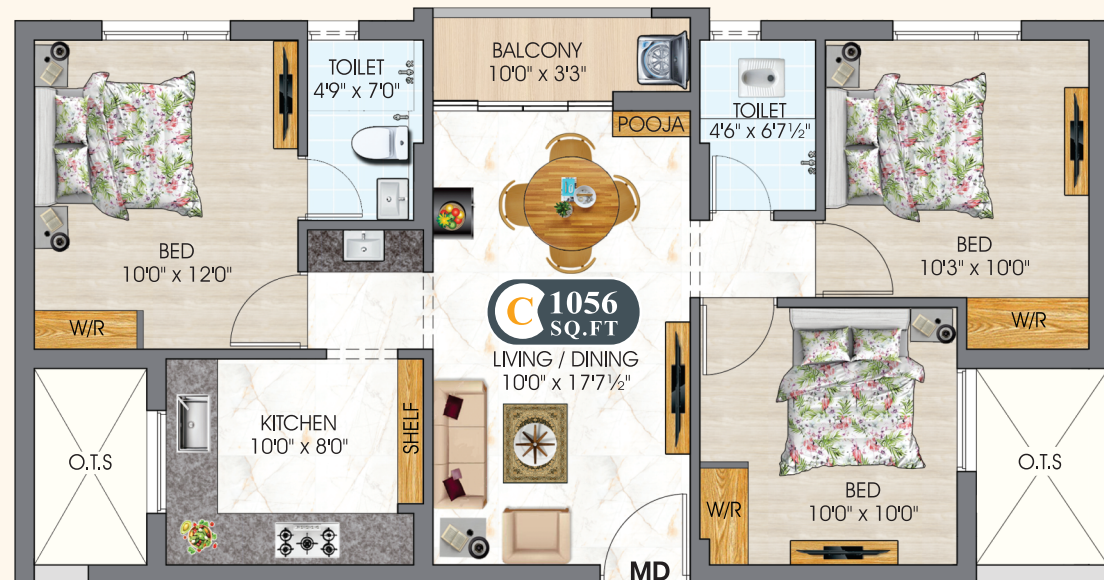 BALCONY
10'0" x 3'3"
TOILET
4'9" x 7'0"
TOILET
4'6" x 6'7½"
POOJA
BED
10'0" x 12'0"
BED
10'3" x 10'0"
W/R
W/R
C 1056
SQ.FT
LIVING / DINING
10'0" x 17'7½"
KITCHEN
10'0" x 8'0"
SHELF
O.T.S
O.T.S
BED
10'0" x 10'0"
W/R
MD